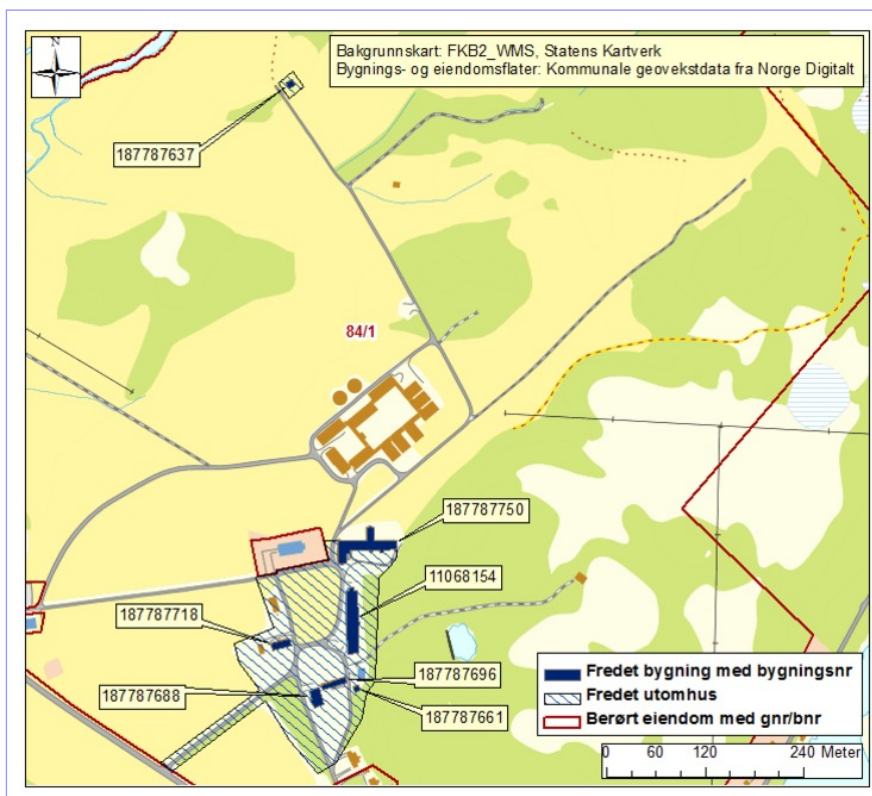 N
Bakgrunnskart: FKB2_WMS, Statens Kartverk
Bygnings- og eiendomsflater: Kommunale geovekstdata fra Norge Digitalt
187787637
84/1
187787750
11068154
187787718
187787696
187787688
187787661
Fredet bygning med bygningsnr
Fredet utomhus
Berørt eiendom med gnr/bnr
0 60 120 240 Meter